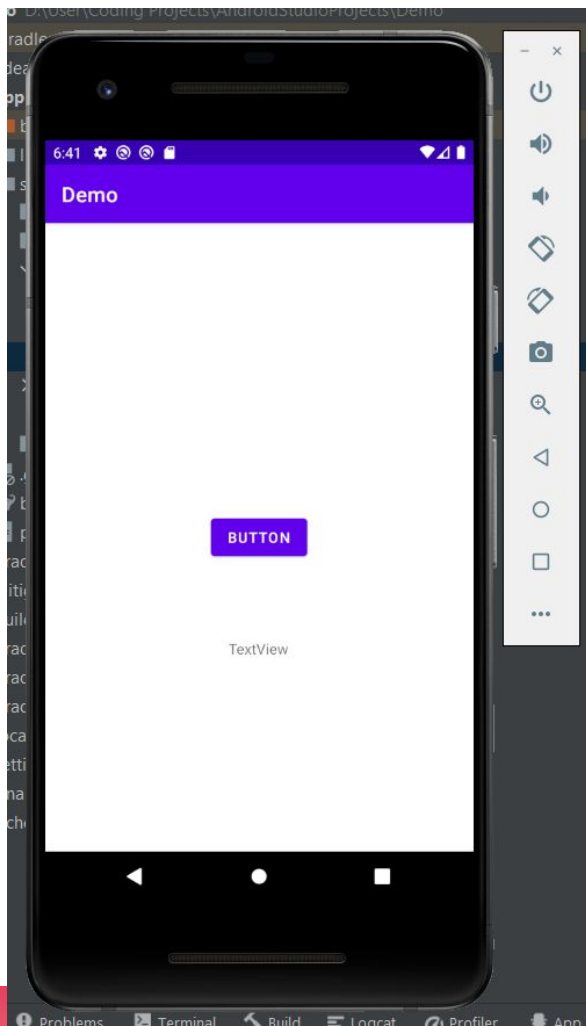 D:\User\Coding Projects\AndroidStudioProjects\Demo
6:41
Demo
BUTTON
TextView
Problems Terminal Build Logcat Profiler App